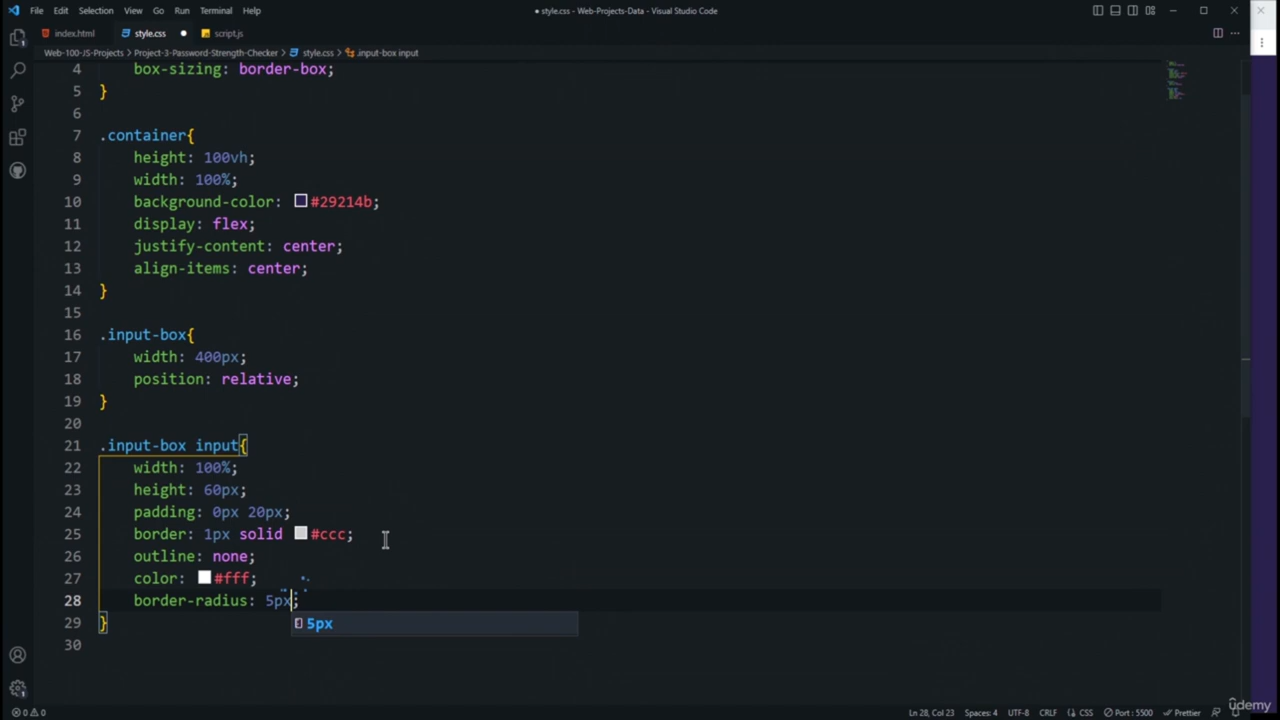 File Edit Selection View Go Run Terminal Help
● style.css - Web-Projects-Data - Visual Studio Code
index.html style.css script.js
Web-100-JS-Projects > Project-3-Password-Strength-Checker > style.css > .input-box input
4 box-sizing: border-box;
5 }
6
7 .container{
8 height: 100vh;
9 width: 100%;
10 background-color: #29214b;
11 display: flex;
12 justify-content: center;
13 align-items: center;
14 }
15
16 .input-box{
17 width: 400px;
18 position: relative;
19 }
20
21 .input-box input{
22 width: 100%;
23 height: 60px;
24 padding: 0px 20px;
25 border: 1px solid #ccc;
26 outline: none;
27 color: #fff;
28 border-radius: 5px;
5px
29 }
30
0 0 Ln 28, Col 23 Spaces: 4 UTF-8 CRLF CSS Port : 5500 Prettier
udemy